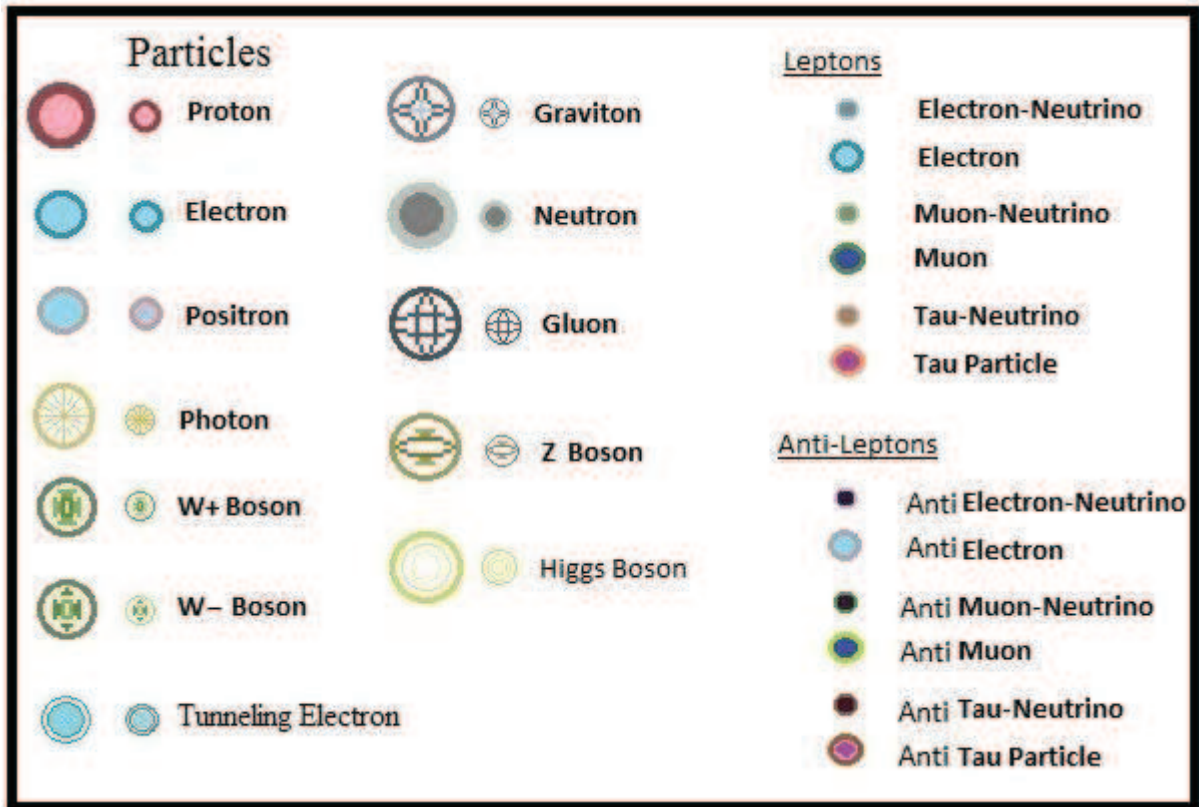 Particles
Proton
Electron
Positron
Photon
W+ Boson
W– Boson
Tunneling Electron
Graviton
Neutron
Gluon
Z Boson
Higgs Boson
Leptons
Electron-Neutrino
Electron
Muon-Neutrino
Muon
Tau-Neutrino
Tau Particle
Anti-Leptons
Anti Electron-Neutrino
Anti Electron
Anti Muon-Neutrino
Anti Muon
Anti Tau-Neutrino
Anti Tau Particle